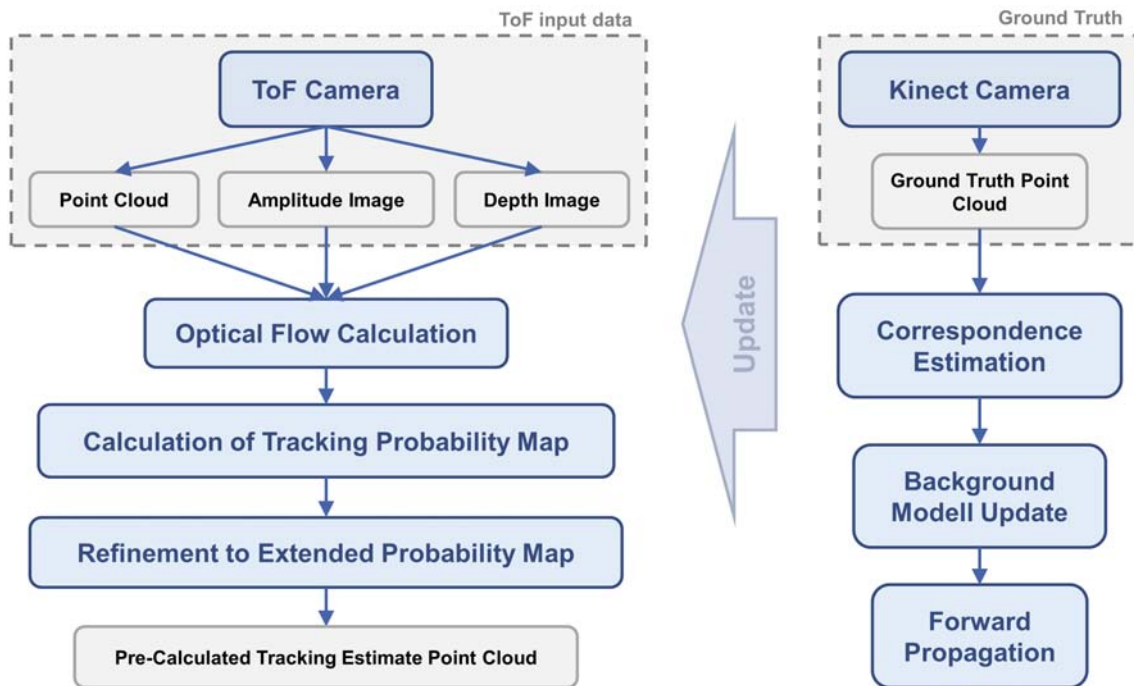 ToF input data
ToF Camera
Point Cloud
Amplitude Image
Depth Image
Optical Flow Calculation
Calculation of Tracking Probability Map
Refinement to Extended Probability Map
Pre-Calculated Tracking Estimate Point Cloud
Update
Ground Truth
Kinect Camera
Ground Truth Point
Cloud
Correspondence
Estimation
Background
Modell Update
Forward
Propagation